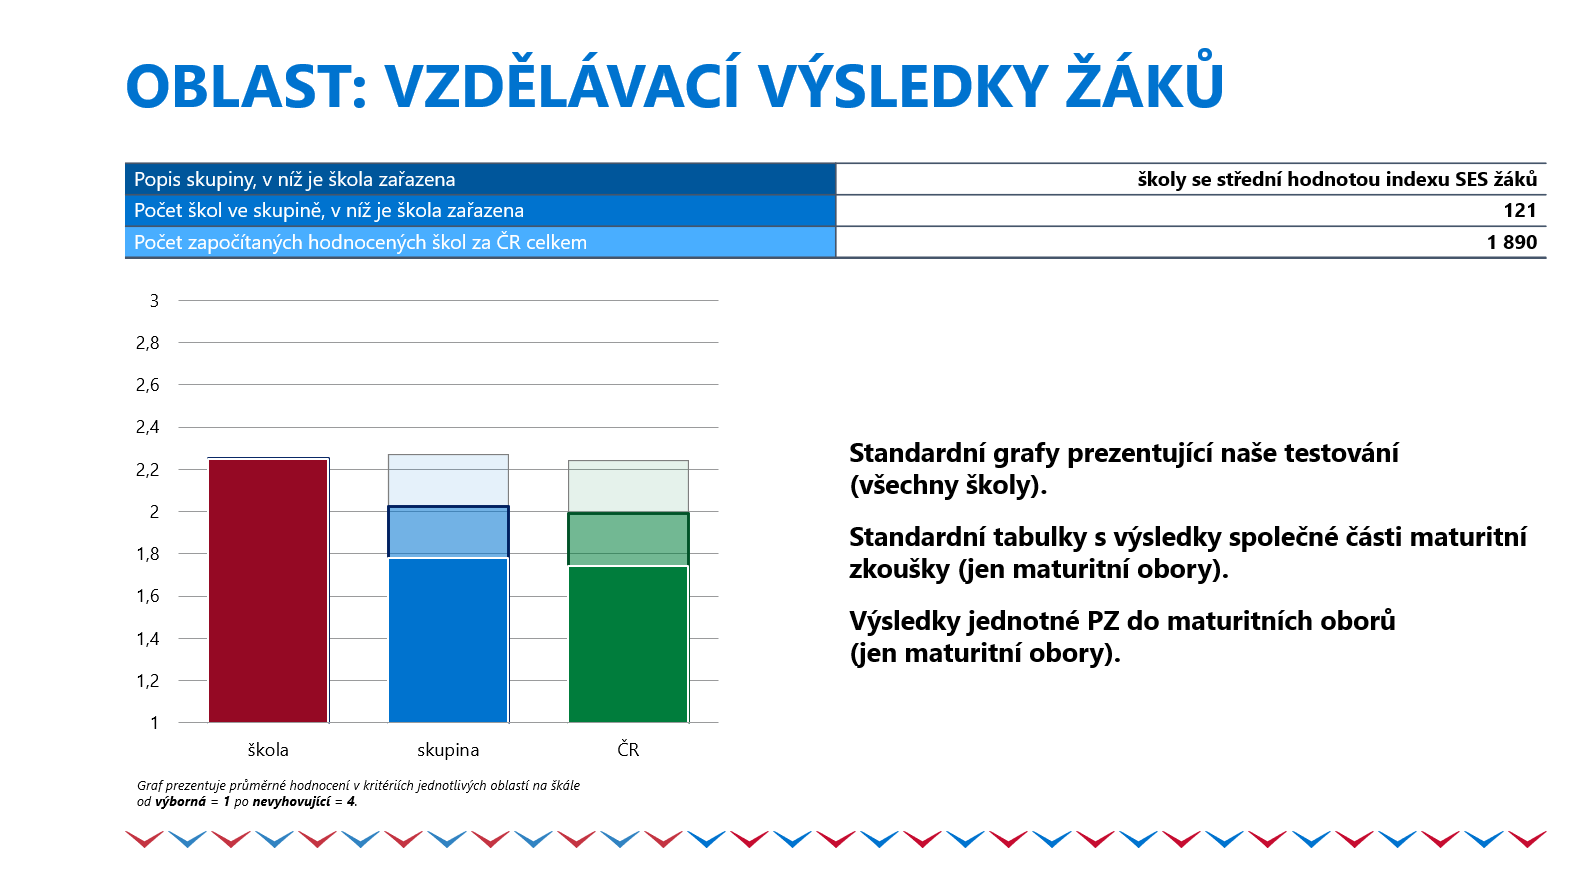 OBLAST: VZDĚLÁVACÍ VÝSLEDKY ŽÁKŮ
Popis skupiny, v níž je škola zařazena školy se střední hodnotou indexu SES žáků
Počet škol ve skupině, v níž je škola zařazena 121
Počet započítaných hodnocených škol za ČR celkem 1 890
3
2,8
2,6
2,4
2,2
2
1,8
1,6
1,4
1,2
1
škola skupina ČR
Graf prezentuje průměrné hodnocení v kritériích jednotlivých oblastí na škále
od výborná = 1 po nevyhovující = 4.
Standardní grafy prezentující naše testování
(všechny školy).
Standardní tabulky s výsledky společné části maturitní
zkoušky (jen maturitní obory).
Výsledky jednotné PZ do maturitních oborů
(jen maturitní obory).